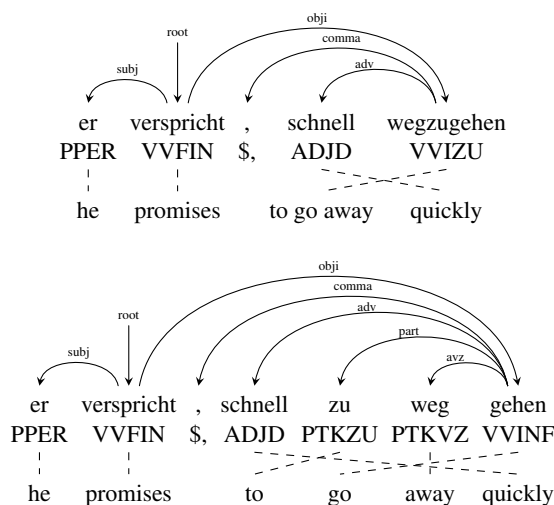 obji
comma
root
subj
adv
er verspricht , schnell wegzugehen
PPER VVFIN $, ADJD VVIZU
he promises to go away quickly
obji
comma
adv
root
part
subj
avz
er verspricht , schnell zu weg gehen
PPER VVFIN $, ADJD PTKZU PTKVZ VVINF
he promises to go away quickly